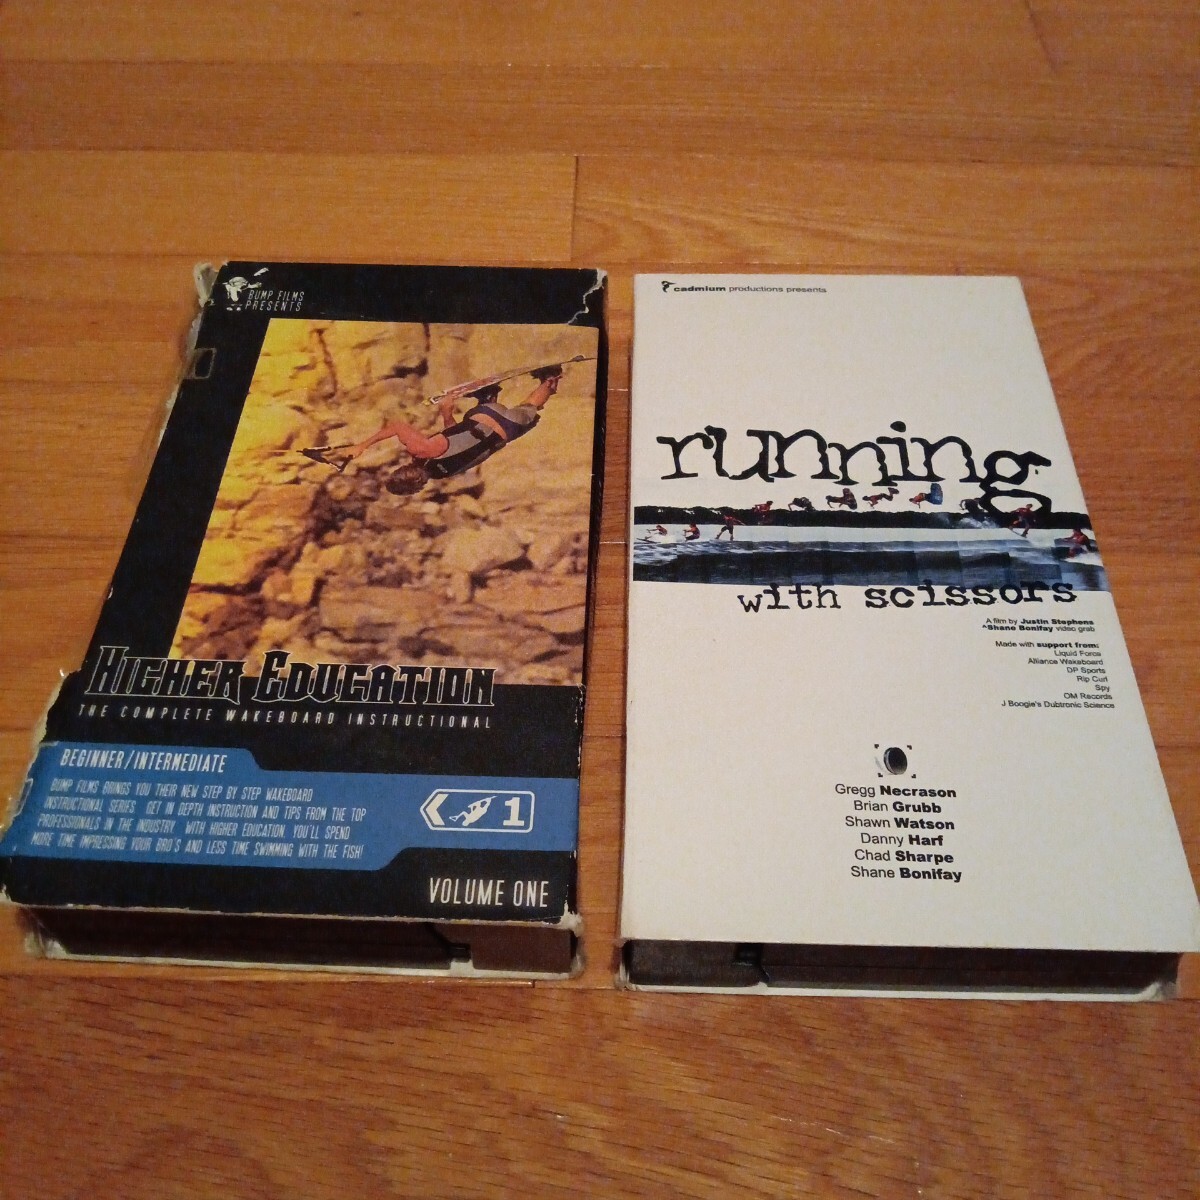 BUMP FILMS
PRESENTS
HIGHER EDUCATION
THE COMPLETE WAKEBOARD INSTRUCTIONAL
BEGINNER/INTERMEDIATE
BUMP FILMS BRINGS YOU THEIR NEW STEP BY STEP WAKEBOARD
INSTRUCTIONAL SERIES. GET IN DEPTH INSTRUCTION AND TIPS FROM THE TOP
PROFESSIONALS IN THE INDUSTRY. WITH HIGHER EDUCATION, YOU'LL SPEND
MORE TIME IMPRESSING YOUR BRO'S AND LESS TIME SWIMMING WITH THE FISH!
1
VOLUME ONE
cadmium productions presents
running
with scissors
A film by Justin Stephens
^Shane Bonifay video grab
Made with support from:
Liquid Force
Alliance Wakeboard
DP Sports
Rip Curl
Spy
OM Records
J Boogie's Dubtronic Science
Gregg Necrason
Brian Grubb
Shawn Watson
Danny Harf
Chad Sharpe
Shane Bonifay